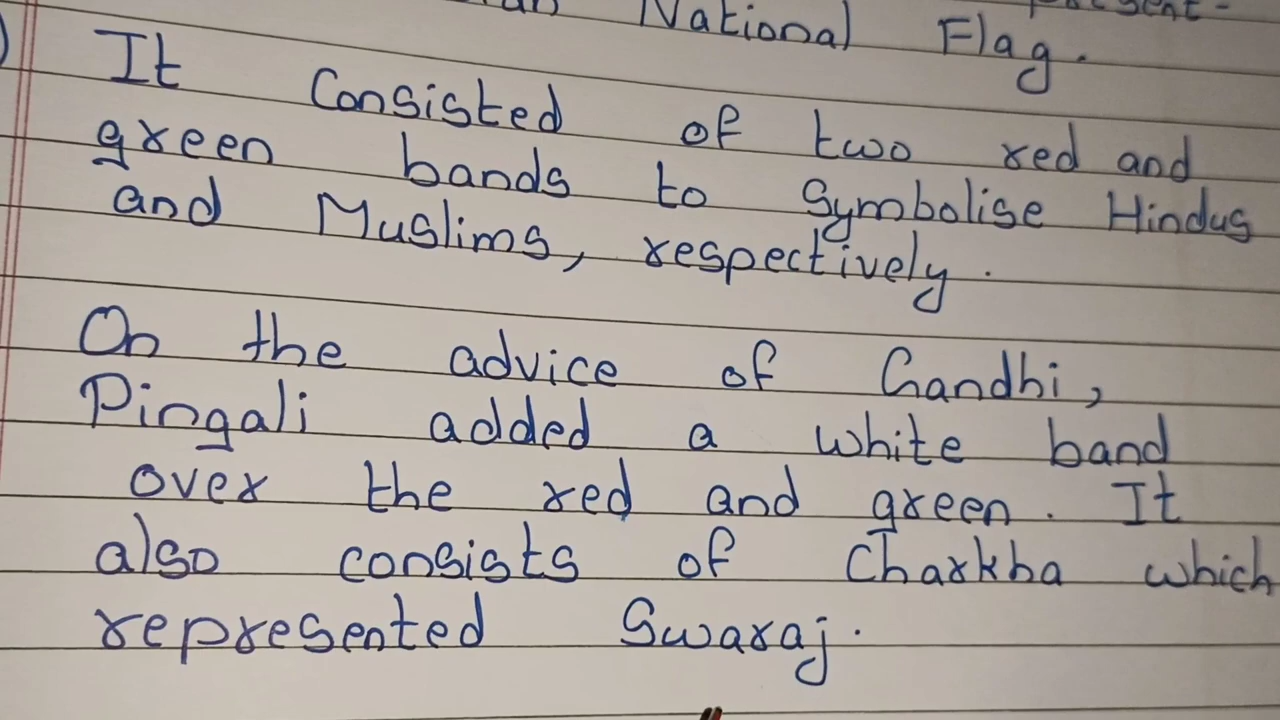 National Flag.
It Consisted of two red and
green bands to Symbolise Hindus
and Muslims, respectively.
On the advice of Gandhi,
Pingali added a white band
over the red and green. It
also consists of Charkha which
represented Swaraj.